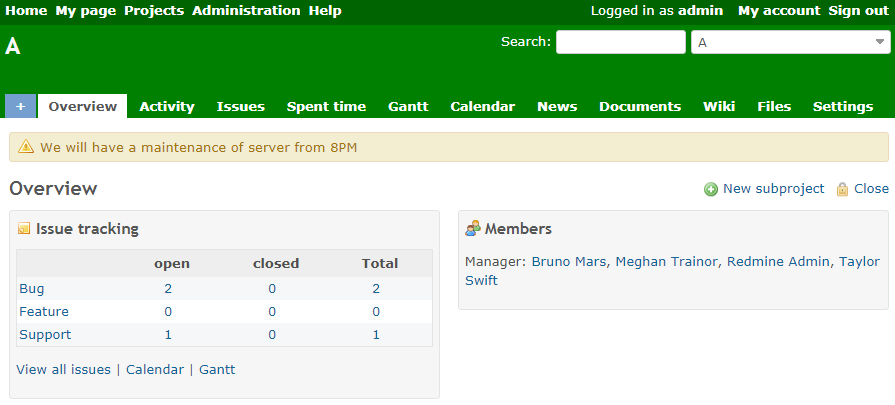 Home My page Projects Administration Help Logged in as admin My account Sign out
A Search: A
+ Overview Activity Issues Spent time Gantt Calendar News Documents Wiki Files Settings
We will have a maintenance of server from 8PM
Overview New subproject Close
Issue tracking
open closed Total
Bug 2 0 2
Feature 0 0 0
Support 1 0 1
View all issues | Calendar | Gantt
Members
Manager: Bruno Mars, Meghan Trainor, Redmine Admin, Taylor
Swift